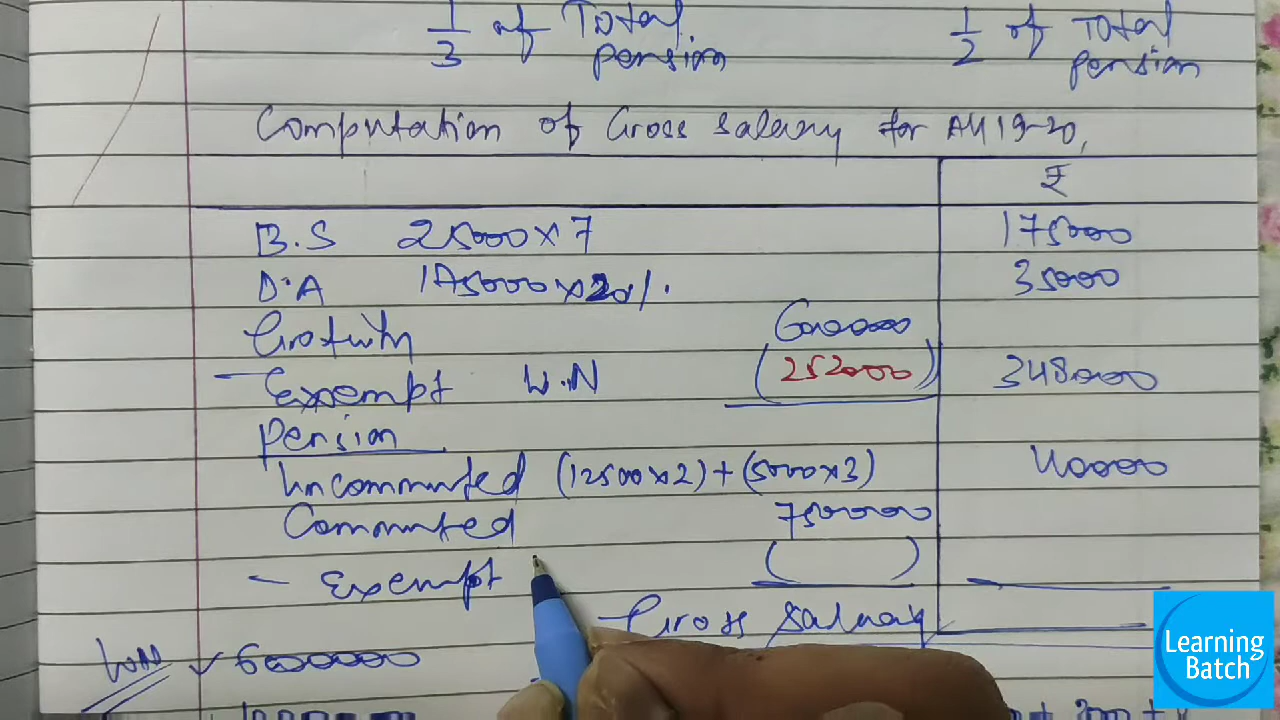 1/3 of Total pension
1/2 of Total pension
Computation of Gross Salary for AY 19-20,
₹
B.S 25000×7 175000
D.A 175000×20% 35000
Gratuity 600000
- Exempt W.N (252000) 348000
Pension
Uncommuted (12500×2)+(5000×3) 40000
Commuted 750000
- Exempt ( )
Gross Salary
Learning
Batch